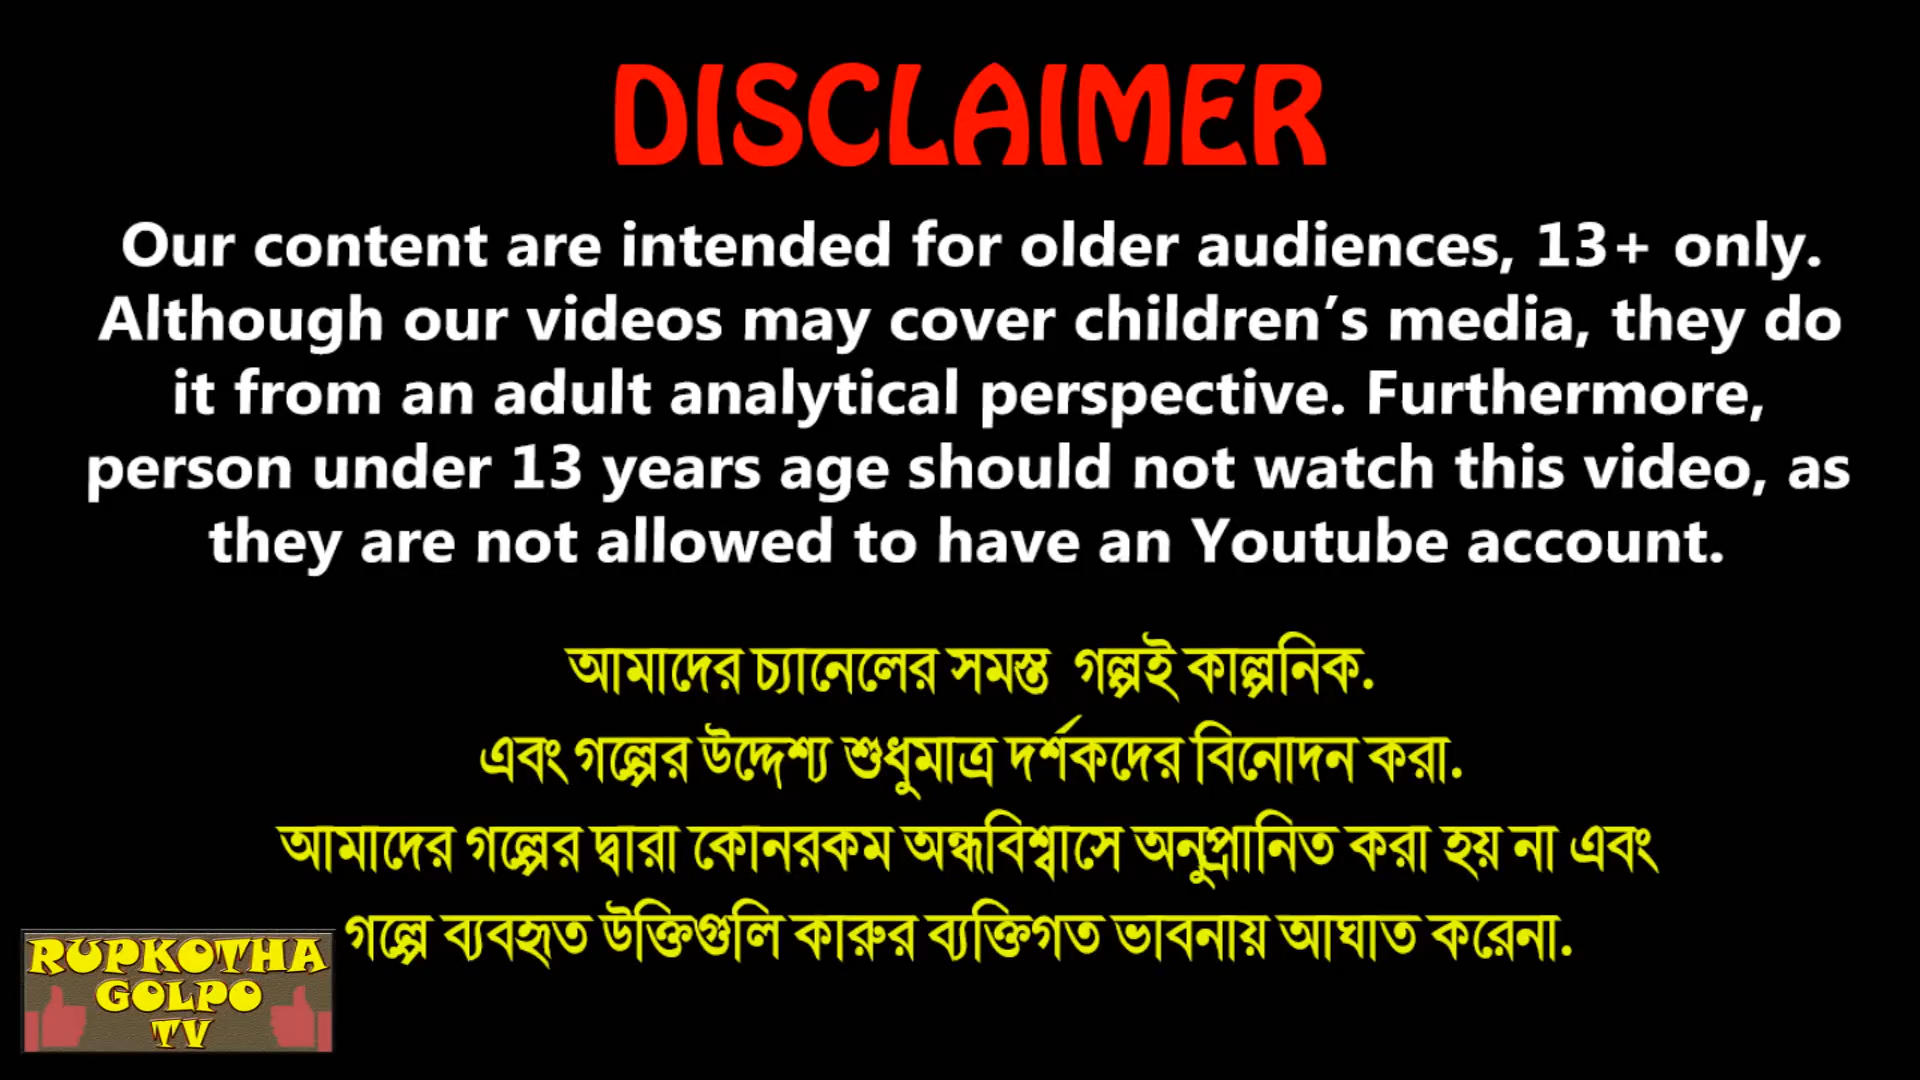 DISCLAIMER
Our content are intended for older audiences, 13+ only.
Although our videos may cover children’s media, they do
it from an adult analytical perspective. Furthermore,
person under 13 years age should not watch this video, as
they are not allowed to have an Youtube account.
আমাদের চ্যানেলের সমস্ত গল্পই কাল্পনিক.
এবং গল্পের উদ্দেশ্য শুধুমাত্র দর্শকদের বিনোদন করা.
আমাদের গল্পের দ্বারা কোনরকম অন্ধবিশ্বাসে অনুপ্রানিত করা হয় না এবং
গল্পে ব্যবহৃত উক্তিগুলি কারুর ব্যক্তিগত ভাবনায় আঘাত করেনা.
RUPKOTHA
GOLPO
TV